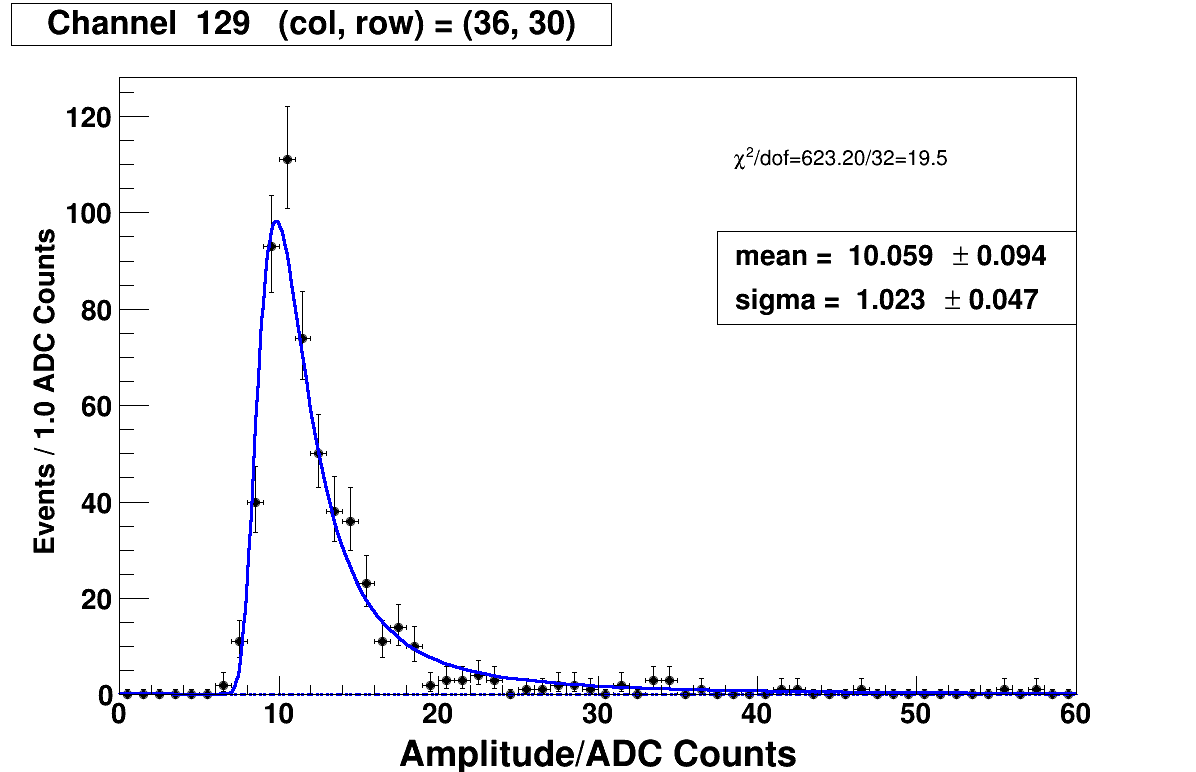 Channel 129 (col, row) = (36, 30)
χ²/dof=623.20/32=19.5
mean = 10.059 ± 0.094
sigma = 1.023 ± 0.047
Events / 1.0 ADC Counts
120
100
80
60
40
20
0
0 10 20 30 40 50 60
Amplitude/ADC Counts